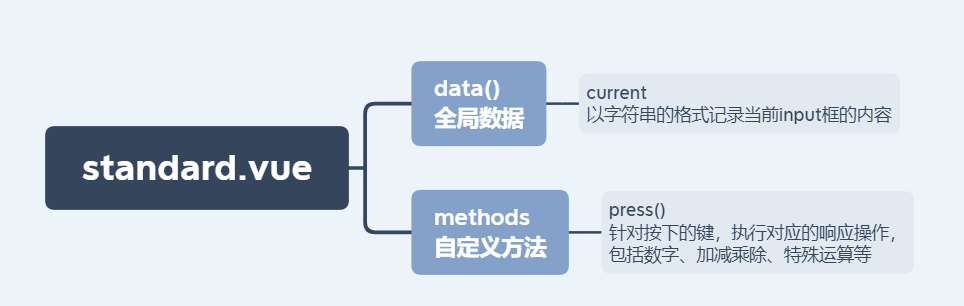 standard.vue
data()
全局数据
current
以字符串的格式记录当前input框的内容
methods
自定义方法
press()
针对按下的键，执行对应的响应操作，
包括数字、加减乘除、特殊运算等